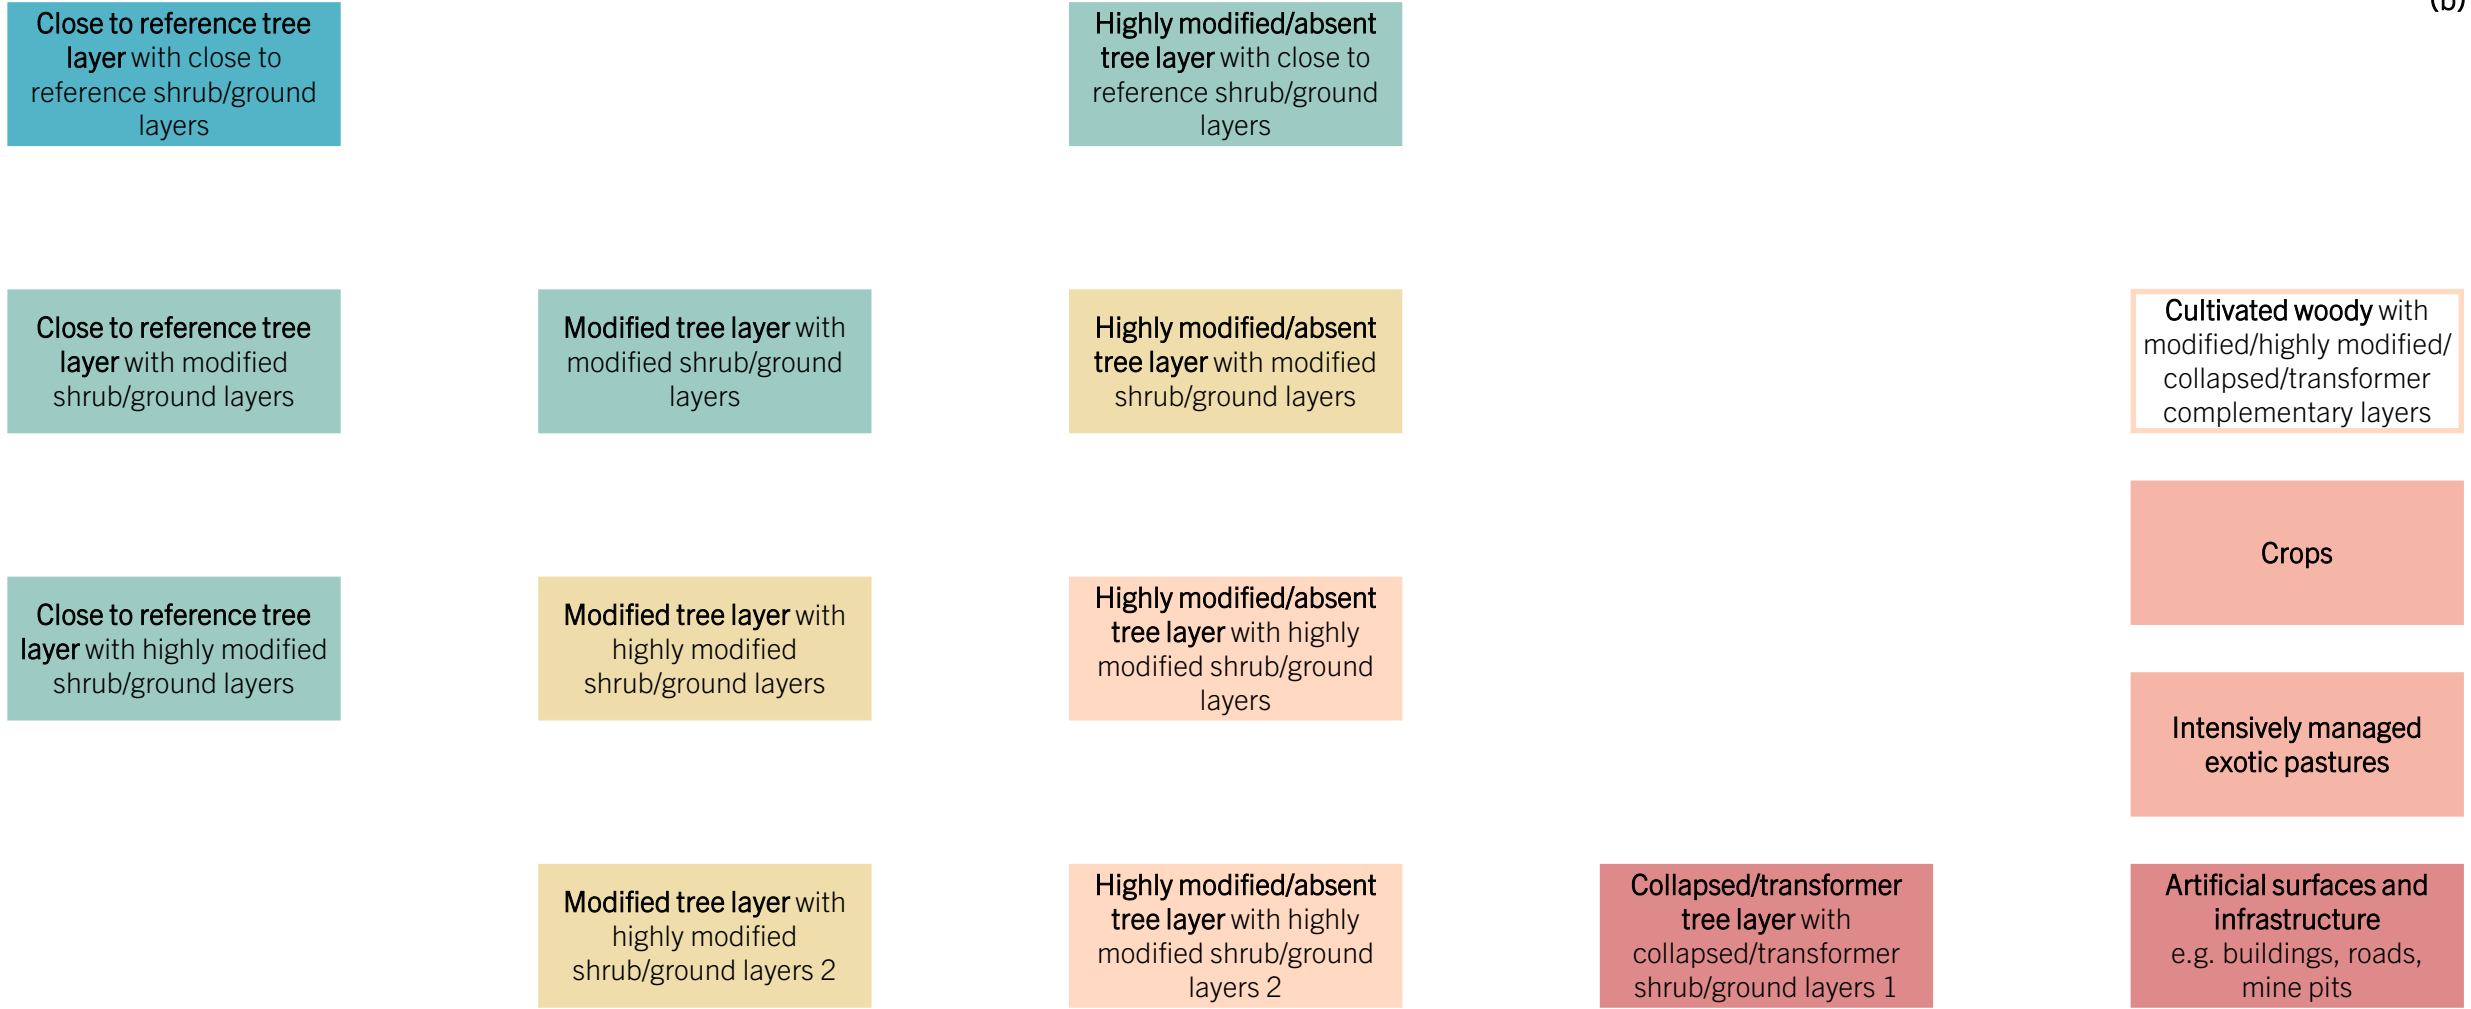 (b)
Close to reference tree
layer with close to
reference shrub/ground
layers
Highly modified/absent
tree layer with close to
reference shrub/ground
layers
Close to reference tree
layer with modified
shrub/ground layers
Modified tree layer with
modified shrub/ground
layers
Highly modified/absent
tree layer with modified
shrub/ground layers
Cultivated woody with
modified/highly modified/
collapsed/transformer
complementary layers
Crops
Close to reference tree
layer with highly modified
shrub/ground layers
Modified tree layer with
highly modified
shrub/ground layers
Highly modified/absent
tree layer with highly
modified shrub/ground
layers
Intensively managed
exotic pastures
Modified tree layer with
highly modified
shrub/ground layers 2
Highly modified/absent
tree layer with highly
modified shrub/ground
layers 2
Collapsed/transformer
tree layer with
collapsed/transformer
shrub/ground layers 1
Artificial surfaces and
infrastructure
e.g. buildings, roads,
mine pits